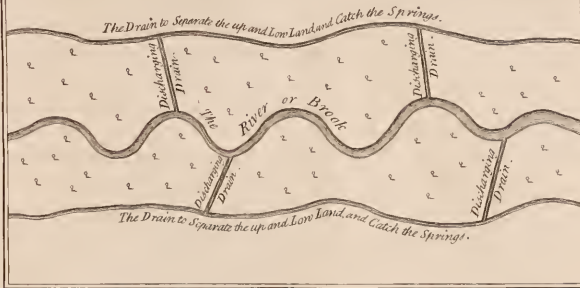 The Drain to Separate the up and Low Land, and Catch the Springs.
Discharging
Drain.
Discharging
Drain.
The River or Brook
Discharging
Drain.
Discharging
Drain.
The Drain to Separate the up and Low Land, and Catch the Springs.